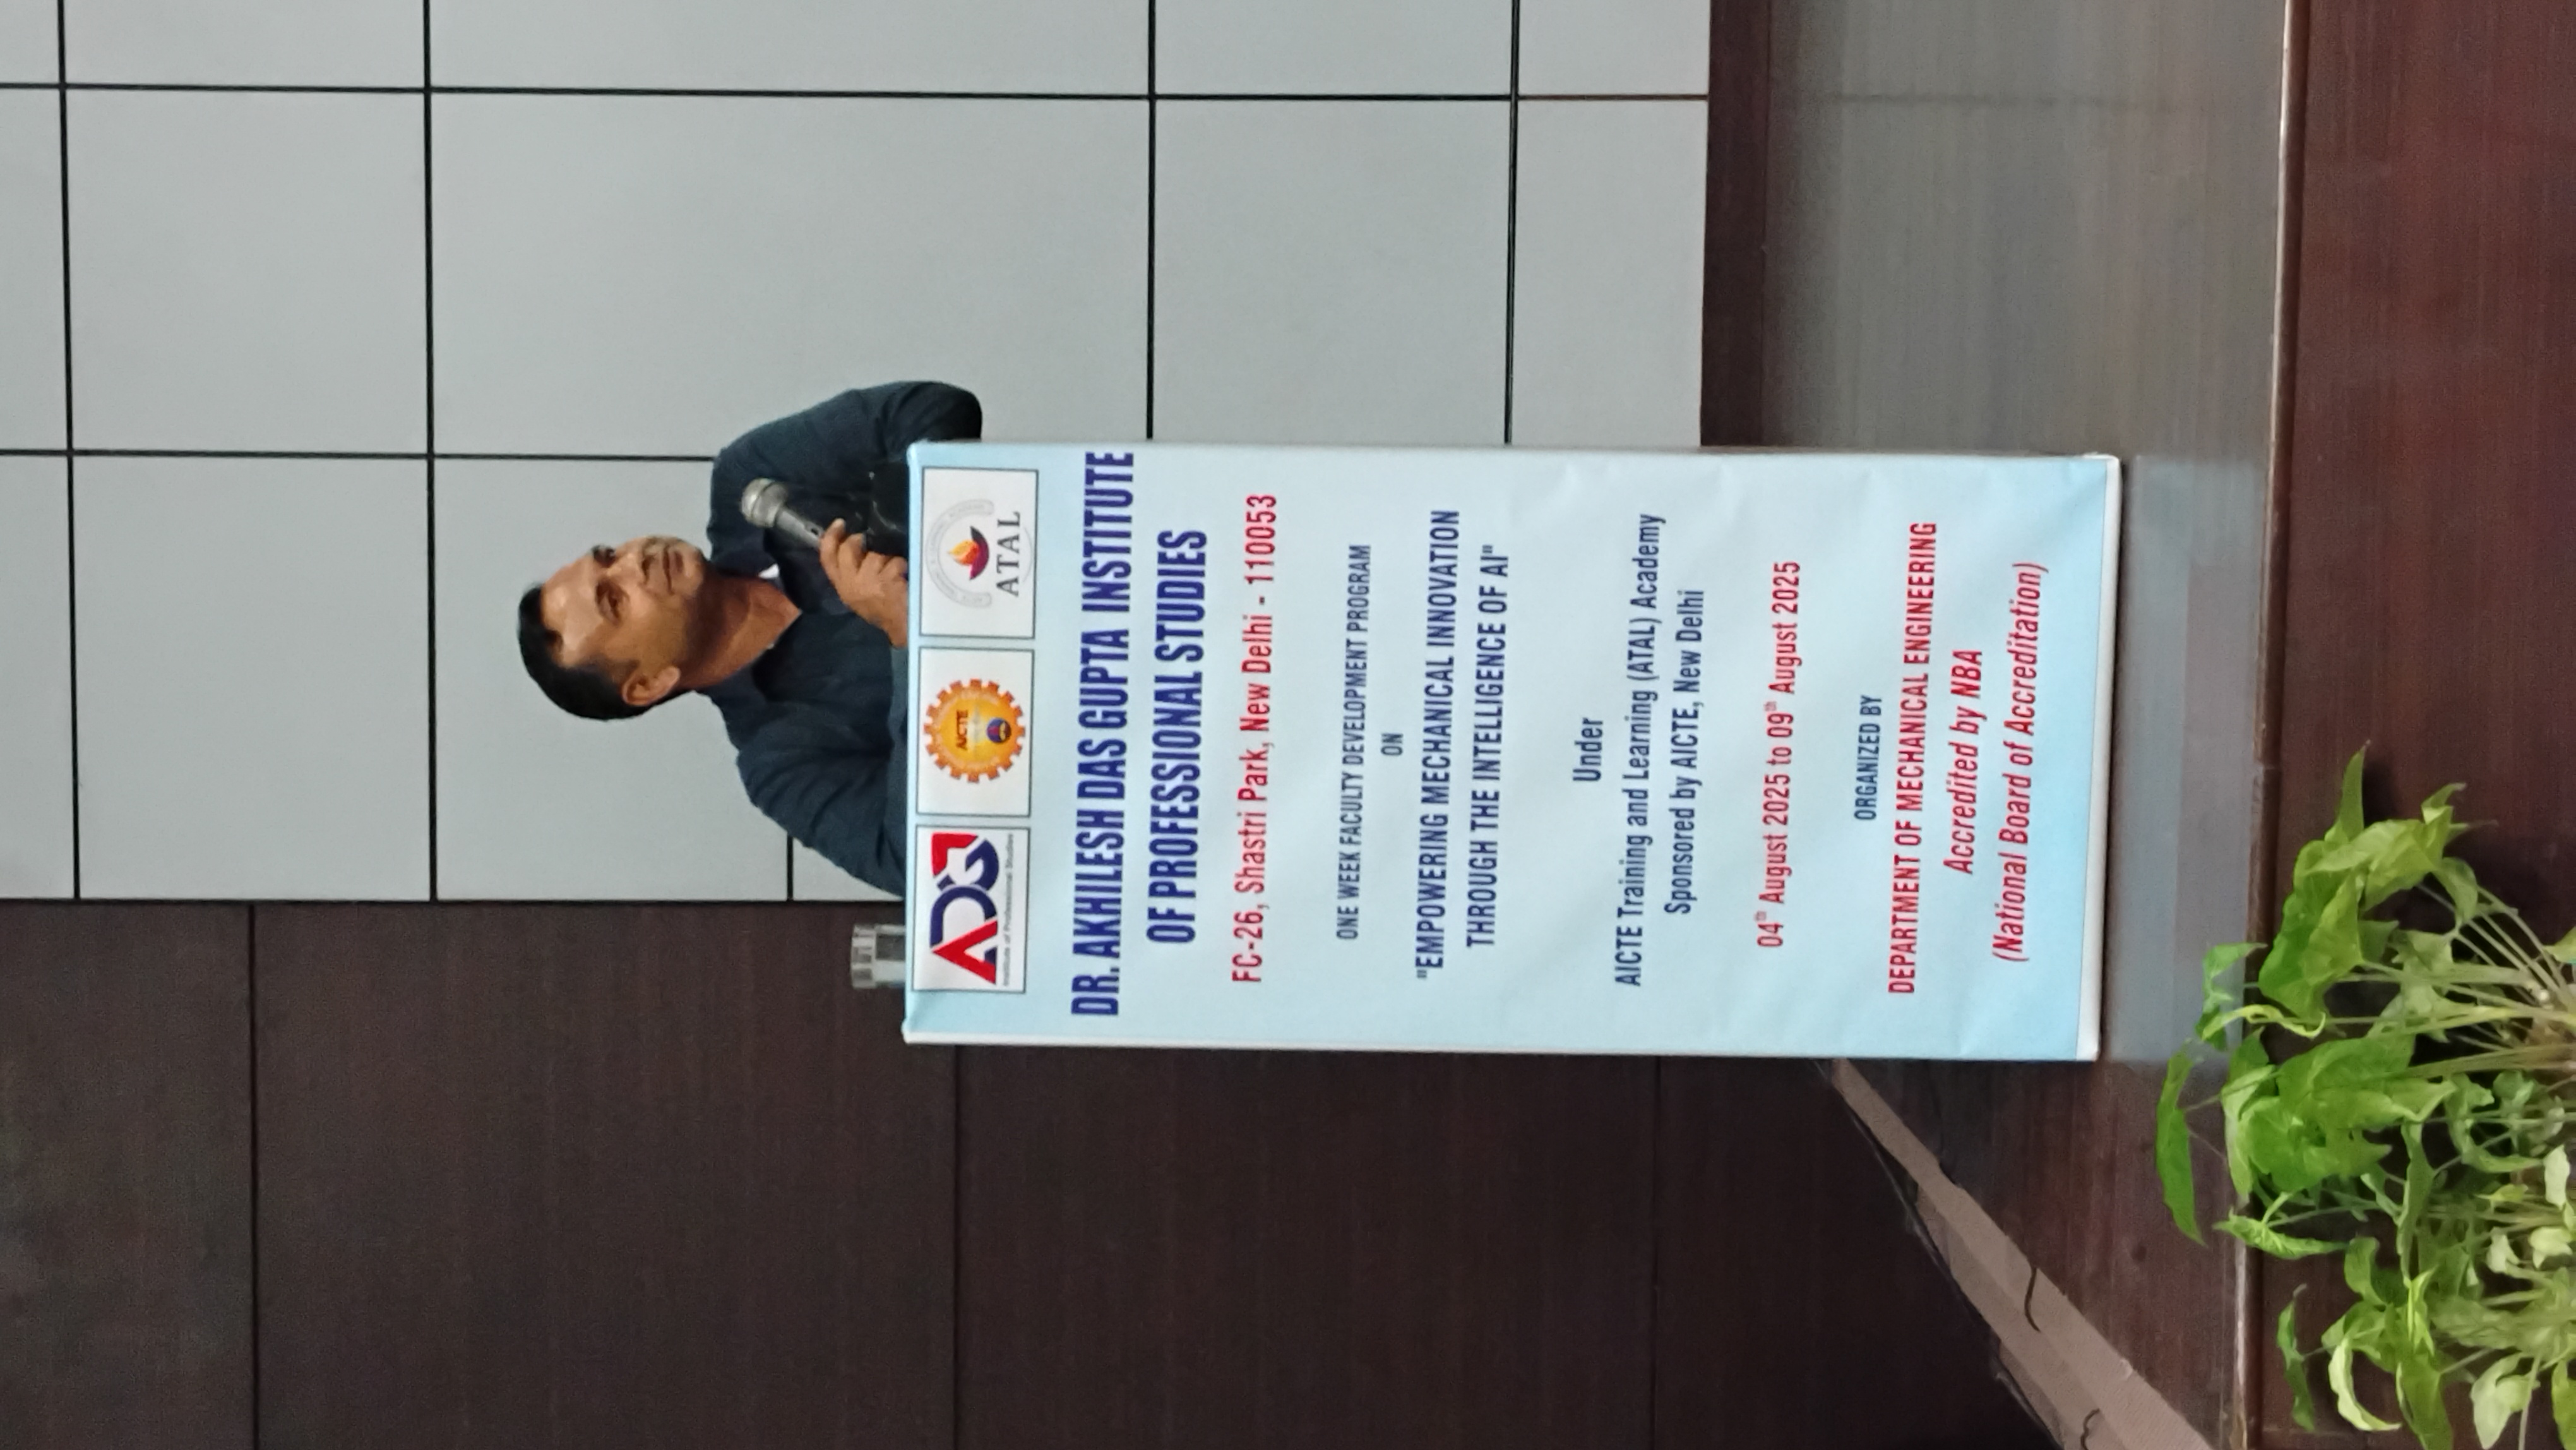 ADGI
Institute of Professional Studies
AICTE
ATAL
DR. AKHILESH DAS GUPTA INSTITUTE
OF PROFESSIONAL STUDIES
FC-26, Shastri Park, New Delhi - 110053
ONE WEEK FACULTY DEVELOPMENT PROGRAM
ON
"EMPOWERING MECHANICAL INNOVATION
THROUGH THE INTELLIGENCE OF AI"
Under
AICTE Training and Learning (ATAL) Academy
Sponsored by AICTE, New Delhi
04th August 2025 to 09th August 2025
ORGANIZED BY
DEPARTMENT OF MECHANICAL ENGINEERING
Accredited by NBA
(National Board of Accreditation)